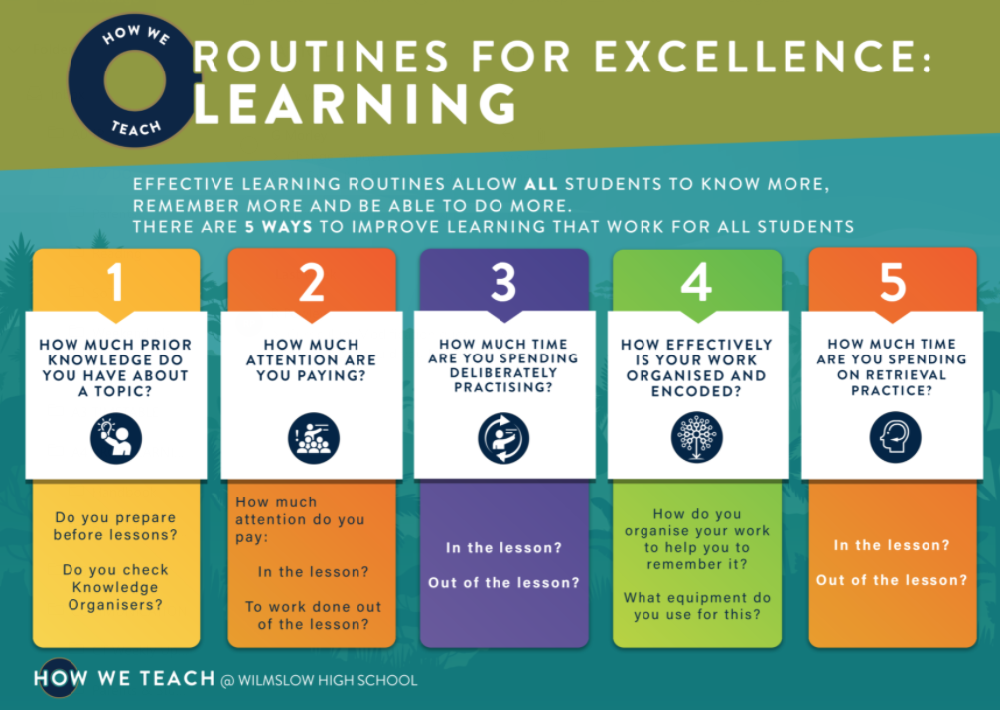 HOW WE
TEACH
ROUTINES FOR EXCELLENCE:
LEARNING
EFFECTIVE LEARNING ROUTINES ALLOW ALL STUDENTS TO KNOW MORE,
REMEMBER MORE AND BE ABLE TO DO MORE.
THERE ARE 5 WAYS TO IMPROVE LEARNING THAT WORK FOR ALL STUDENTS
1
HOW MUCH PRIOR
KNOWLEDGE DO
YOU HAVE ABOUT
A TOPIC?
Do you prepare
before lessons?
Do you check
Knowledge
Organisers?
2
HOW MUCH
ATTENTION ARE
YOU PAYING?
How much
attention do you
pay:
In the lesson?
To work done out
of the lesson?
3
HOW MUCH TIME
ARE YOU SPENDING
DELIBERATELY
PRACTISING?
In the lesson?
Out of the lesson?
4
HOW EFFECTIVELY
IS YOUR WORK
ORGANISED AND
ENCODED?
How do you
organise your work
to help you to
remember it?
What equipment do
you use for this?
5
HOW MUCH TIME
ARE YOU SPENDING
ON RETRIEVAL
PRACTICE?
In the lesson?
Out of the lesson?
HOW WE TEACH @ WILMSLOW HIGH SCHOOL